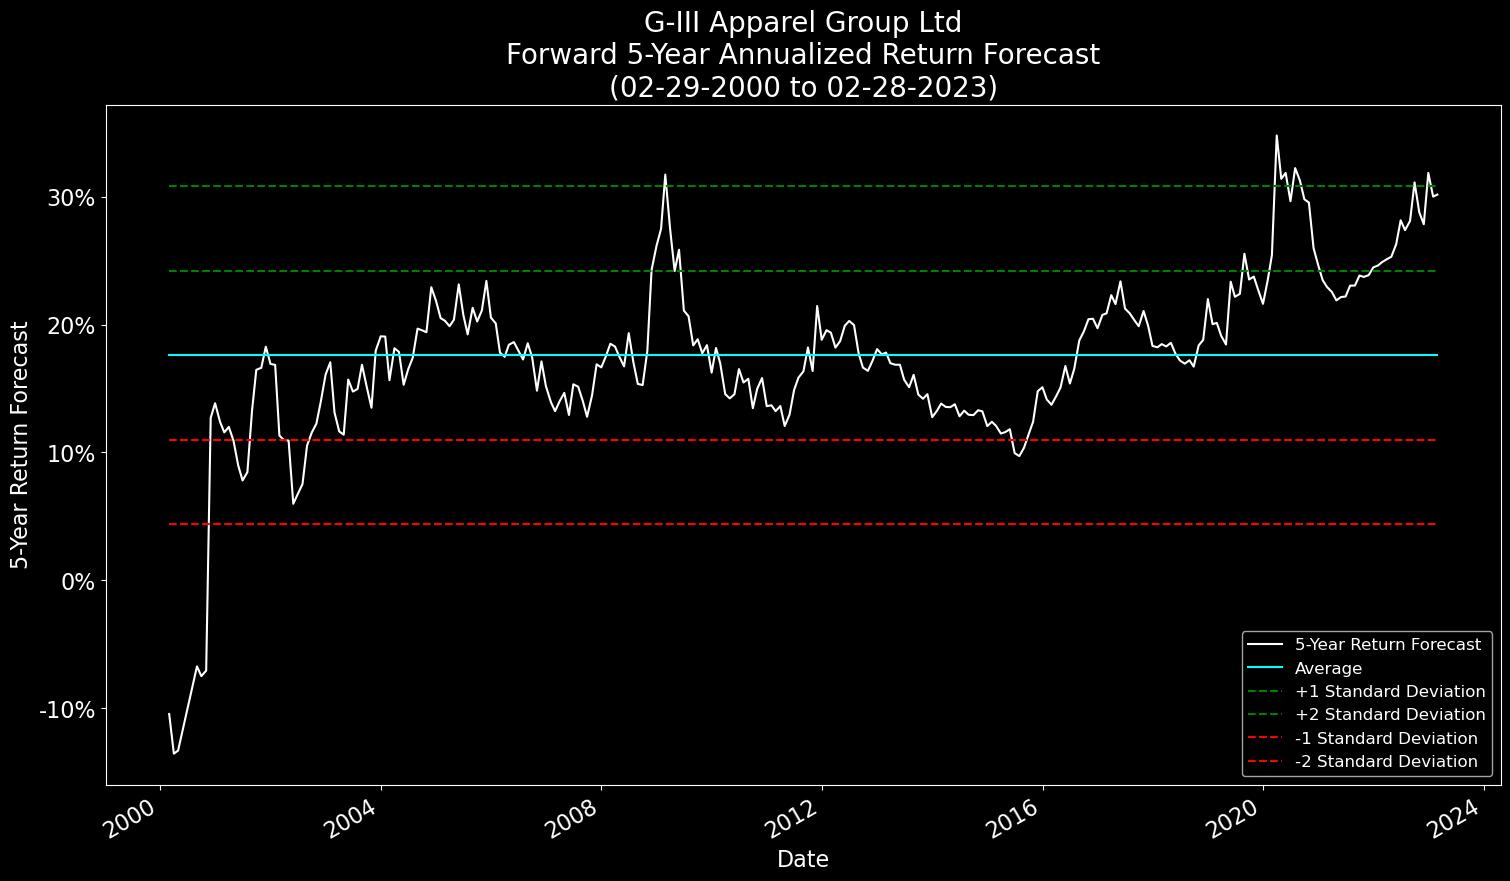 G-III Apparel Group Ltd
Forward 5-Year Annualized Return Forecast
(02-29-2000 to 02-28-2023)
5-Year Return Forecast
30%
20%
10%
0%
-10%
2000
2004
2008
2012
2016
2020
2024
Date
5-Year Return Forecast
Average
+1 Standard Deviation
+2 Standard Deviation
-1 Standard Deviation
-2 Standard Deviation